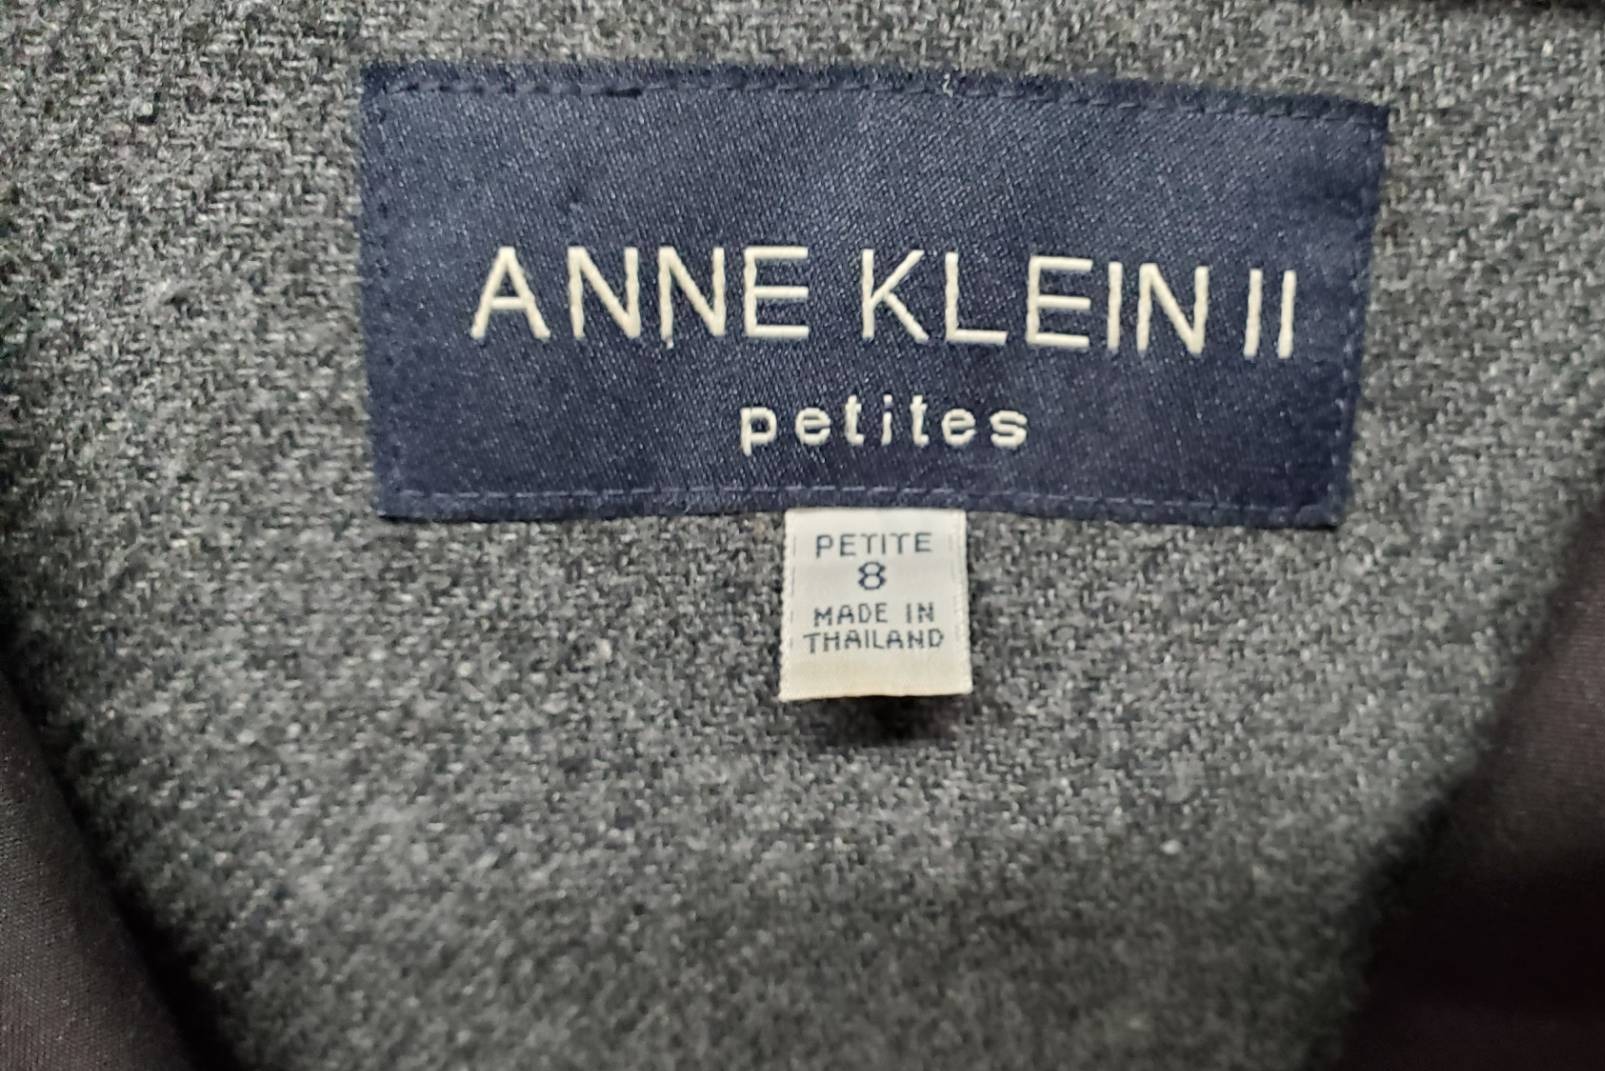 ANNE KLEIN II
petites
PETITE
8
MADE IN
THAILAND